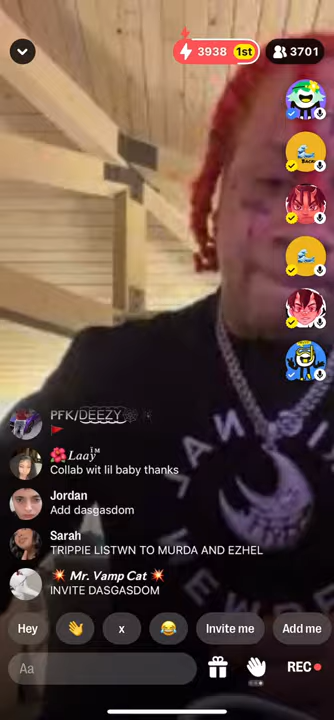 3938 1st 3701
PFK/DEEZY
Laay™
Collab wit lil baby thanks
Jordan
Add dasgasdom
Sarah
TRIPPIE LISTWN TO MURDA AND EZHEL
Mr. Vamp Cat
INVITE DASGASDOM
Hey
x
Invite me
Add me
Aa
REC